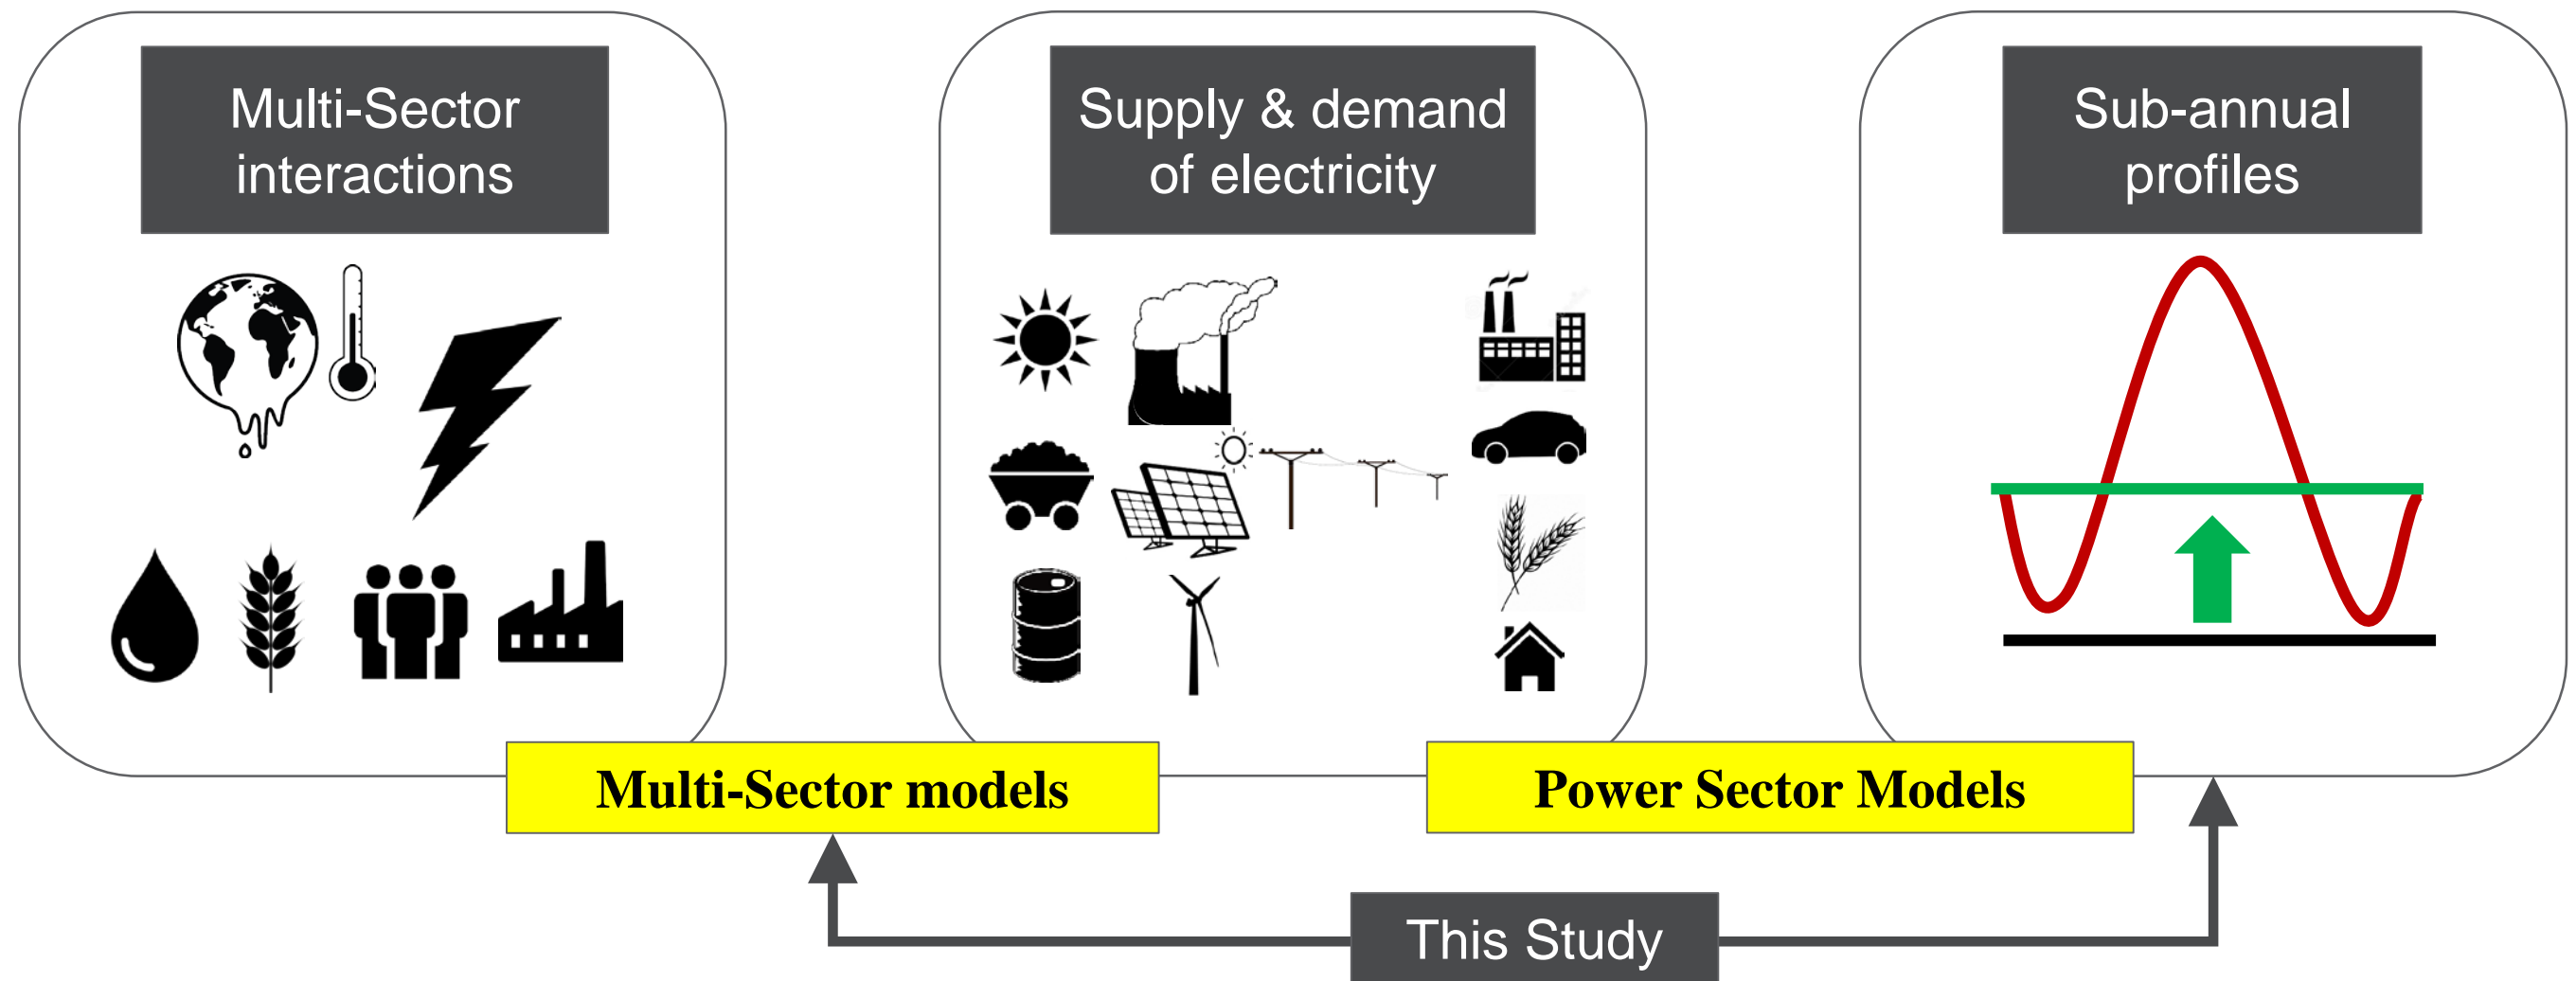 Multi-Sector
interactions
Supply & demand
of electricity
Sub-annual
profiles
Multi-Sector models
Power Sector Models
This Study